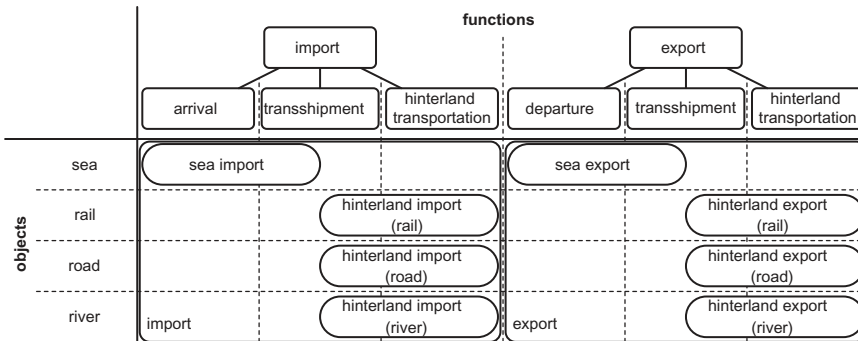 functions
import
export
arrival
transshipment
hinterland
transportation
departure
transshipment
hinterland
transportation
objects
sea
sea import
sea export
rail
hinterland import
(rail)
hinterland export
(rail)
road
hinterland import
(road)
hinterland export
(road)
river
import
hinterland import
(river)
export
hinterland export
(river)